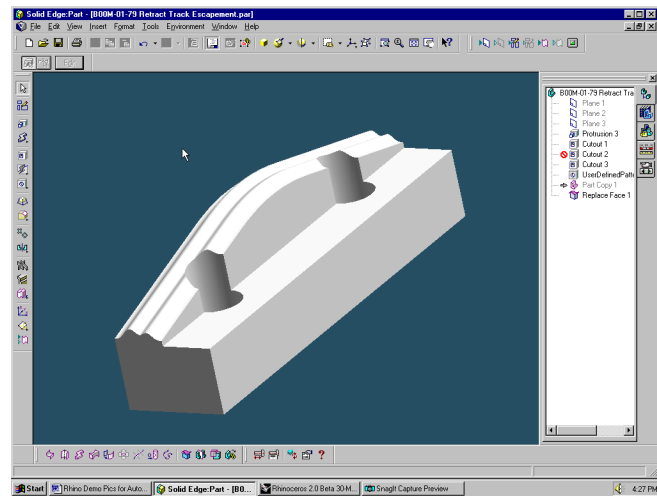 Solid Edge:Part - [B00M-01-79 Retract Track Escapement.par]
File Edit View Insert Format Tools Environment Window Help
Edit
B00M-01-79 Retract Tra
Plane 1
Plane 2
Plane 3
Protrusion 3
Cutout 1
Cutout 2
Cutout 3
UserDefinedPatte
Part Copy 1
Replace Face 1
Start
Rhino Demo Pics for Auto...
Solid Edge:Part - [B0...
Rhinoceros 2.0 Beta 30-M...
SnagIt Capture Preview
4:27 PM